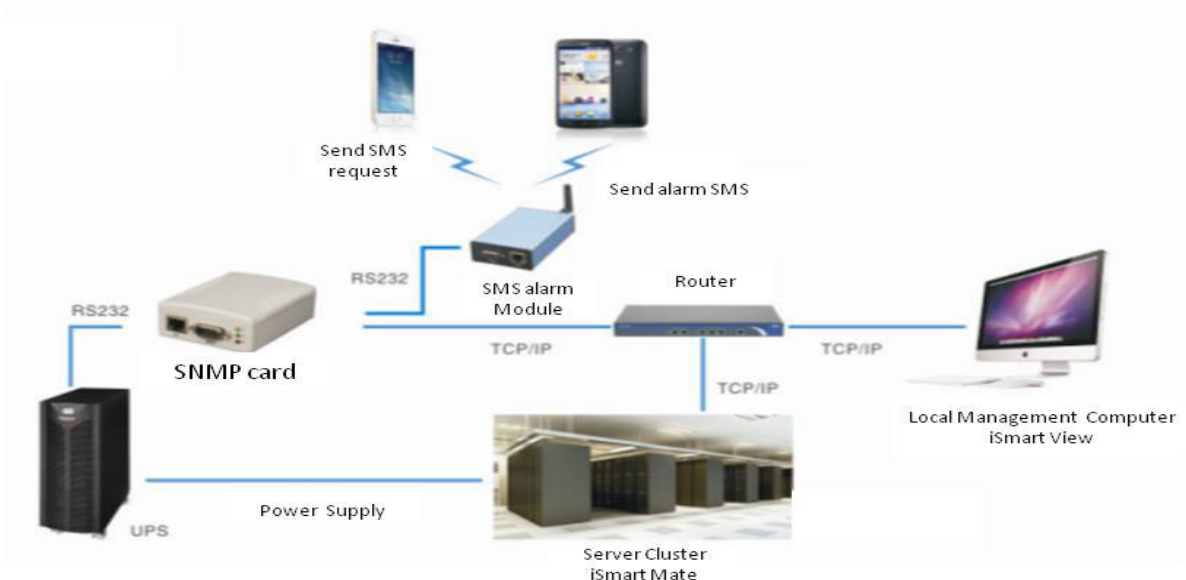 Send SMS
request
Send alarm SMS
RS232
SMS alarm
Module
Router
RS232
SNMP card
TCP/IP
TCP/IP
TCP/IP
Local Management Computer
iSmart View
Power Supply
UPS
Server Cluster
iSmart Mate